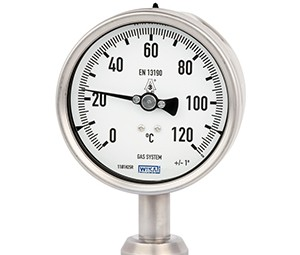 40 60 80
EN 13190
20 100
°C
0 120
GAS SYSTEM
WIKA +/- 1°